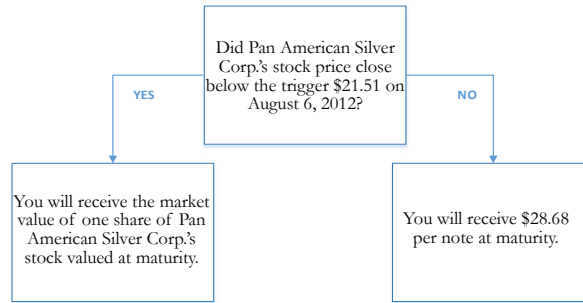 Did Pan American Silver
Corp.'s stock price close
below the trigger $21.51 on
August 6, 2012?
YES
NO
You will receive the market
value of one share of Pan
American Silver Corp.'s
stock valued at maturity.
You will receive $28.68
per note at maturity.